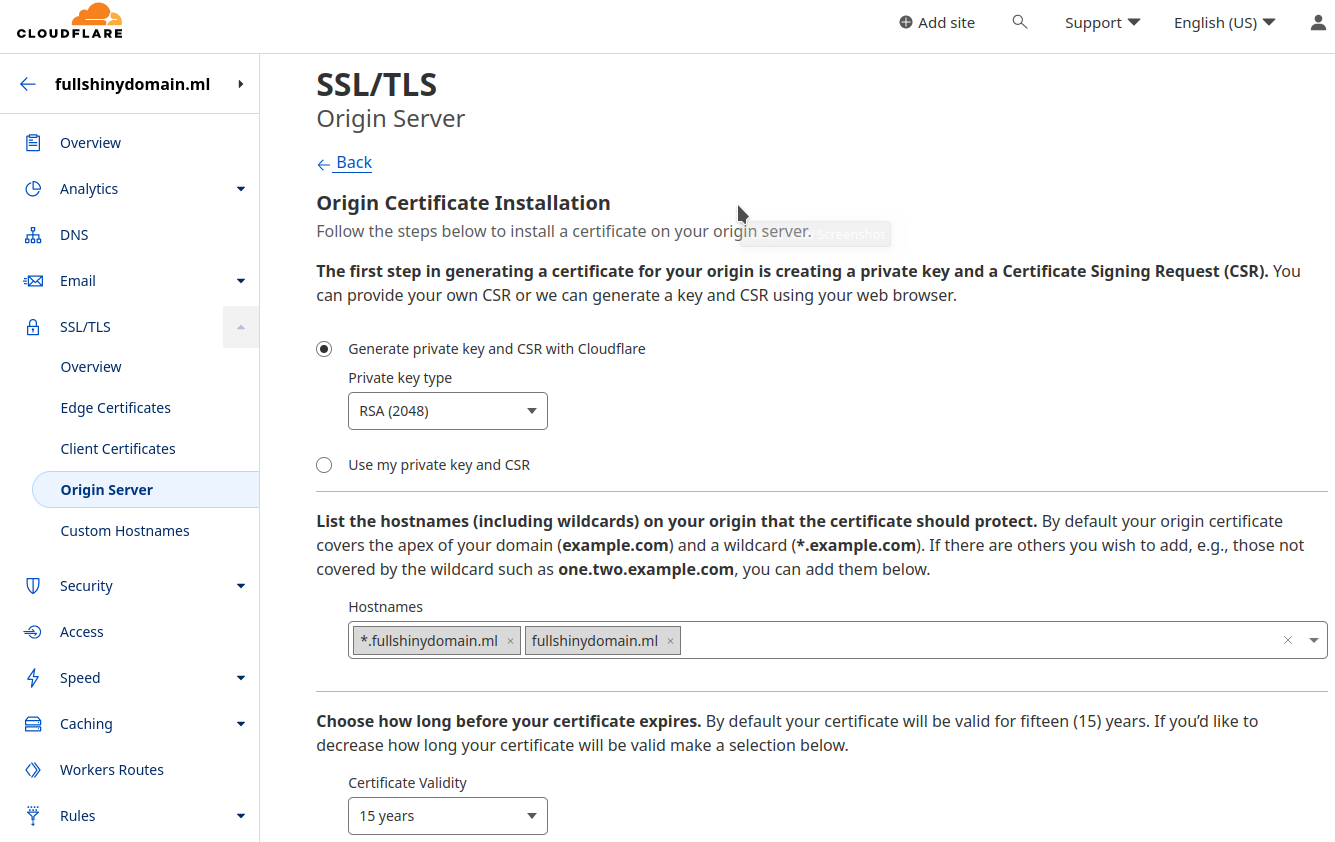 CLOUDFLARE
Add site
Support
English (US)
fullshinydomain.ml
Overview
Analytics
DNS
Email
SSL/TLS
Overview
Edge Certificates
Client Certificates
Origin Server
Custom Hostnames
Security
Access
Speed
Caching
Workers Routes
Rules
SSL/TLS
Origin Server
← Back
Origin Certificate Installation
Follow the steps below to install a certificate on your origin server.
Screenshot
The first step in generating a certificate for your origin is creating a private key and a Certificate Signing Request (CSR). You
can provide your own CSR or we can generate a key and CSR using your web browser.
Generate private key and CSR with Cloudflare
Private key type
RSA (2048)
Use my private key and CSR
List the hostnames (including wildcards) on your origin that the certificate should protect. By default your origin certificate
covers the apex of your domain (example.com) and a wildcard (*.example.com). If there are others you wish to add, e.g., those not
covered by the wildcard such as one.two.example.com, you can add them below.
Hostnames
*.fullshinydomain.ml × fullshinydomain.ml ×
Choose how long before your certificate expires. By default your certificate will be valid for fifteen (15) years. If you’d like to
decrease how long your certificate will be valid make a selection below.
Certificate Validity
15 years